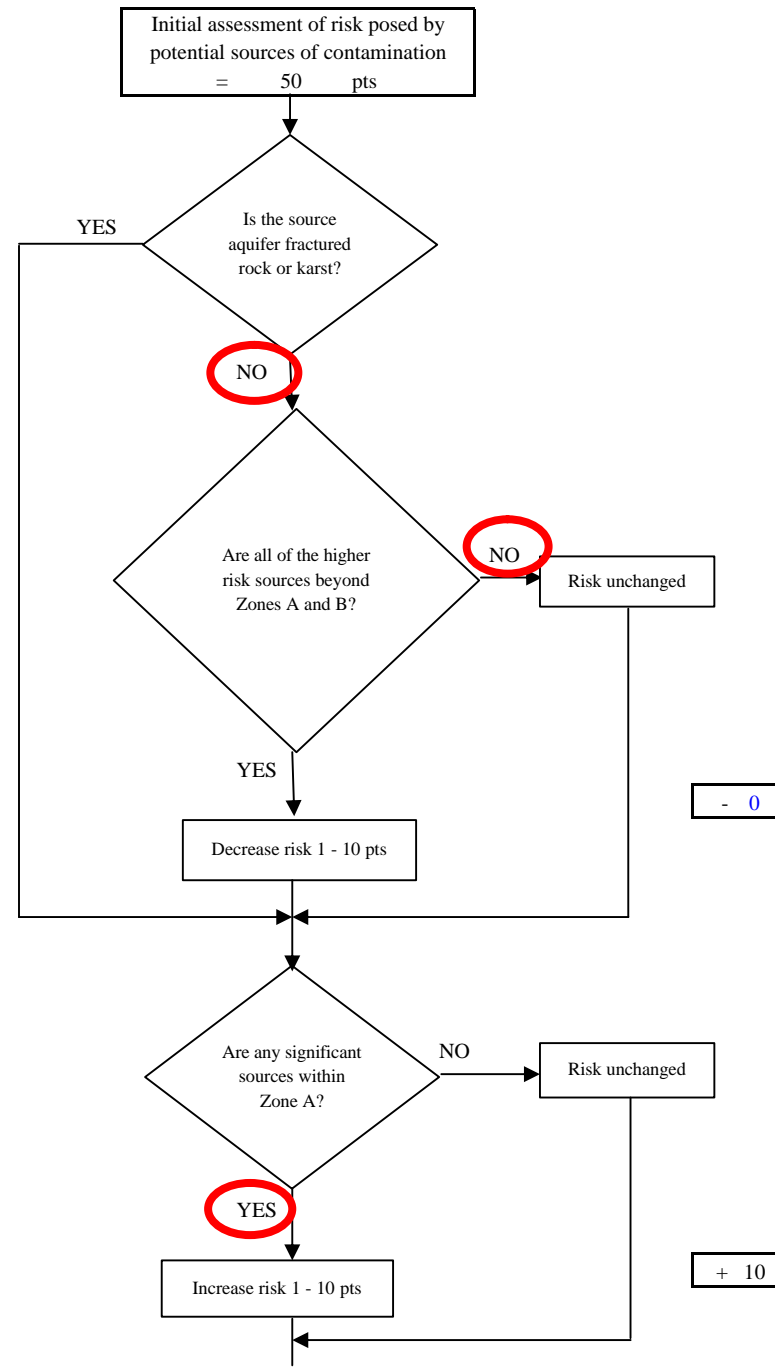 Initial assessment of risk posed by
potential sources of contamination
= 50 pts
YES
Is the source
aquifer fractured
rock or karst?
NO
Are all of the higher
risk sources beyond
Zones A and B?
NO
Risk unchanged
YES
- 0
Decrease risk 1 - 10 pts
Are any significant
sources within
Zone A?
NO
Risk unchanged
YES
Increase risk 1 - 10 pts
+ 10